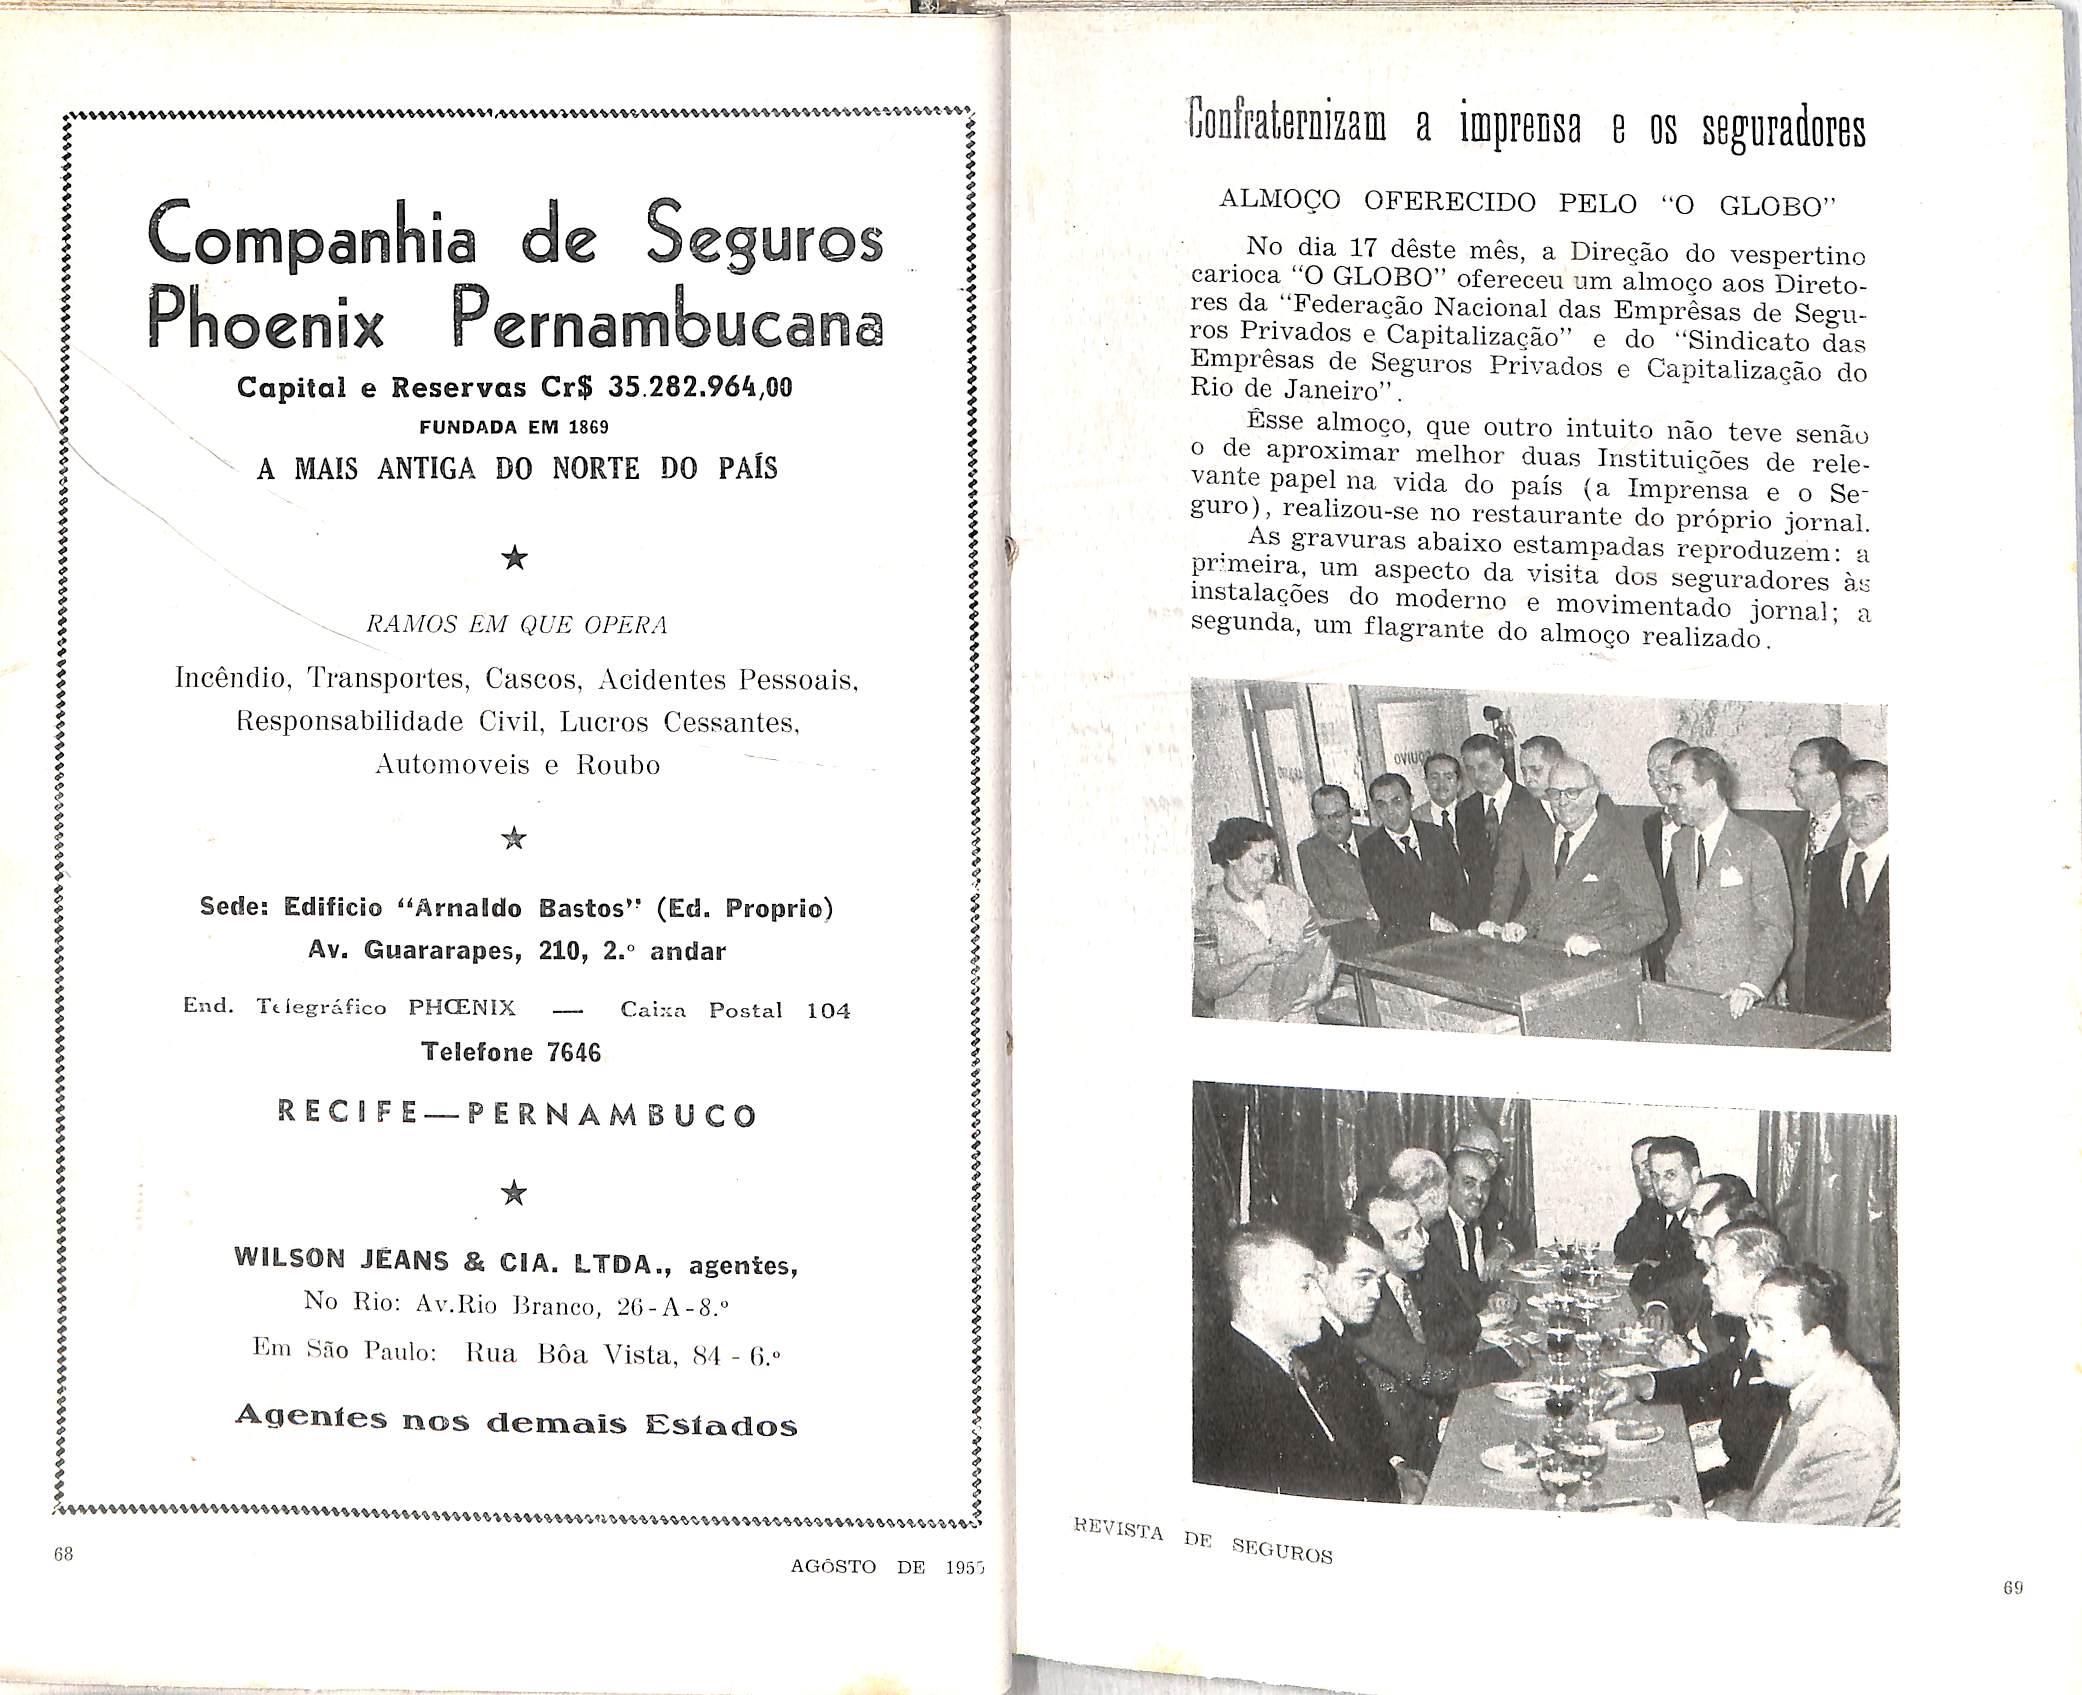 Companhia de Seguros
Phoenix Pernambucana
Capital e Reservas Cr$ 35.282.964,00
FUNDADA EM 1869
A MAIS ANTIGA DO NORTE DO PAÍS
RAMOS EM QUE OPERA
Incêndio, Transportes, Cascos, Acidentes Pessoais,
Responsabilidade Civil, Lucros Cessantes,
Automoveis e Roubo
Sede: Edificio "Arnaldo Bastos" (Ed. Proprio)
Av. Guararapes, 210, 2.º andar
End. Telegráfico PHŒNIX — Caixa Postal 104
Telefone 7646
RECIFE—PERNAMBUCO
WILSON JEANS & CIA. LTDA., agentes,
No Rio: Av.Rio Branco, 26-A-8.º
Em São Paulo: Rua Bôa Vista, 84 - 6.º
Agentes nos demais Estados
68
AGÔSTO DE 1955
Confraternizam a imprensa e os seguradores
ALMOÇO OFERECIDO PELO "O GLOBO"
No dia 17 dêste mês, a Direção do vespertino
carioca "O GLOBO" ofereceu um almoço aos Direto-
res da "Federação Nacional das Emprêsas de Segu-
ros Privados e Capitalização" e do "Sindicato das
Emprêsas de Seguros Privados e Capitalização do
Rio de Janeiro".
Êsse almoço, que outro intuito não teve senão
o de aproximar melhor duas Instituições de rele-
vante papel na vida do país (a Imprensa e o Se-
guro), realizou-se no restaurante do próprio jornal.
As gravuras abaixo estampadas reproduzem: a
primeira, um aspecto da visita dos seguradores às
instalações do moderno e movimentado jornal; a
segunda, um flagrante do almoço realizado.
REVISTA DE SEGUROS
69